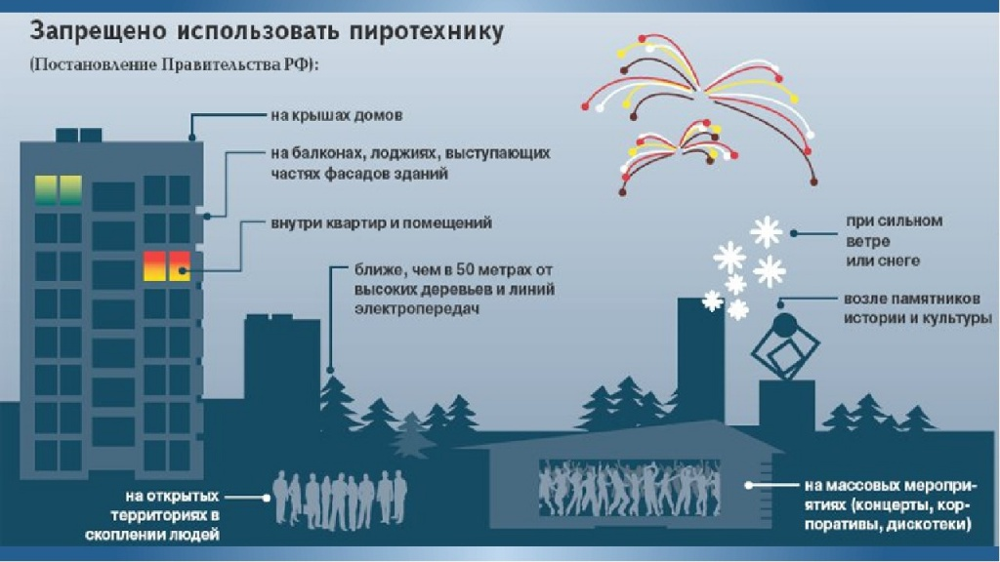 Запрещено использовать пиротехнику
(Постановление Правительства РФ):
на крышах домов
на балконах, лоджиях, выступающих
частях фасадов зданий
внутри квартир и помещений
ближе, чем в 50 метрах от
высоких деревьев и линий
электропередач
при сильном
ветре
или снеге
возле памятников
истории и культуры
на открытых
территориях в
скоплении людей
на массовых меропри-
ятиях (концерты, кор-
поративы, дискотеки)